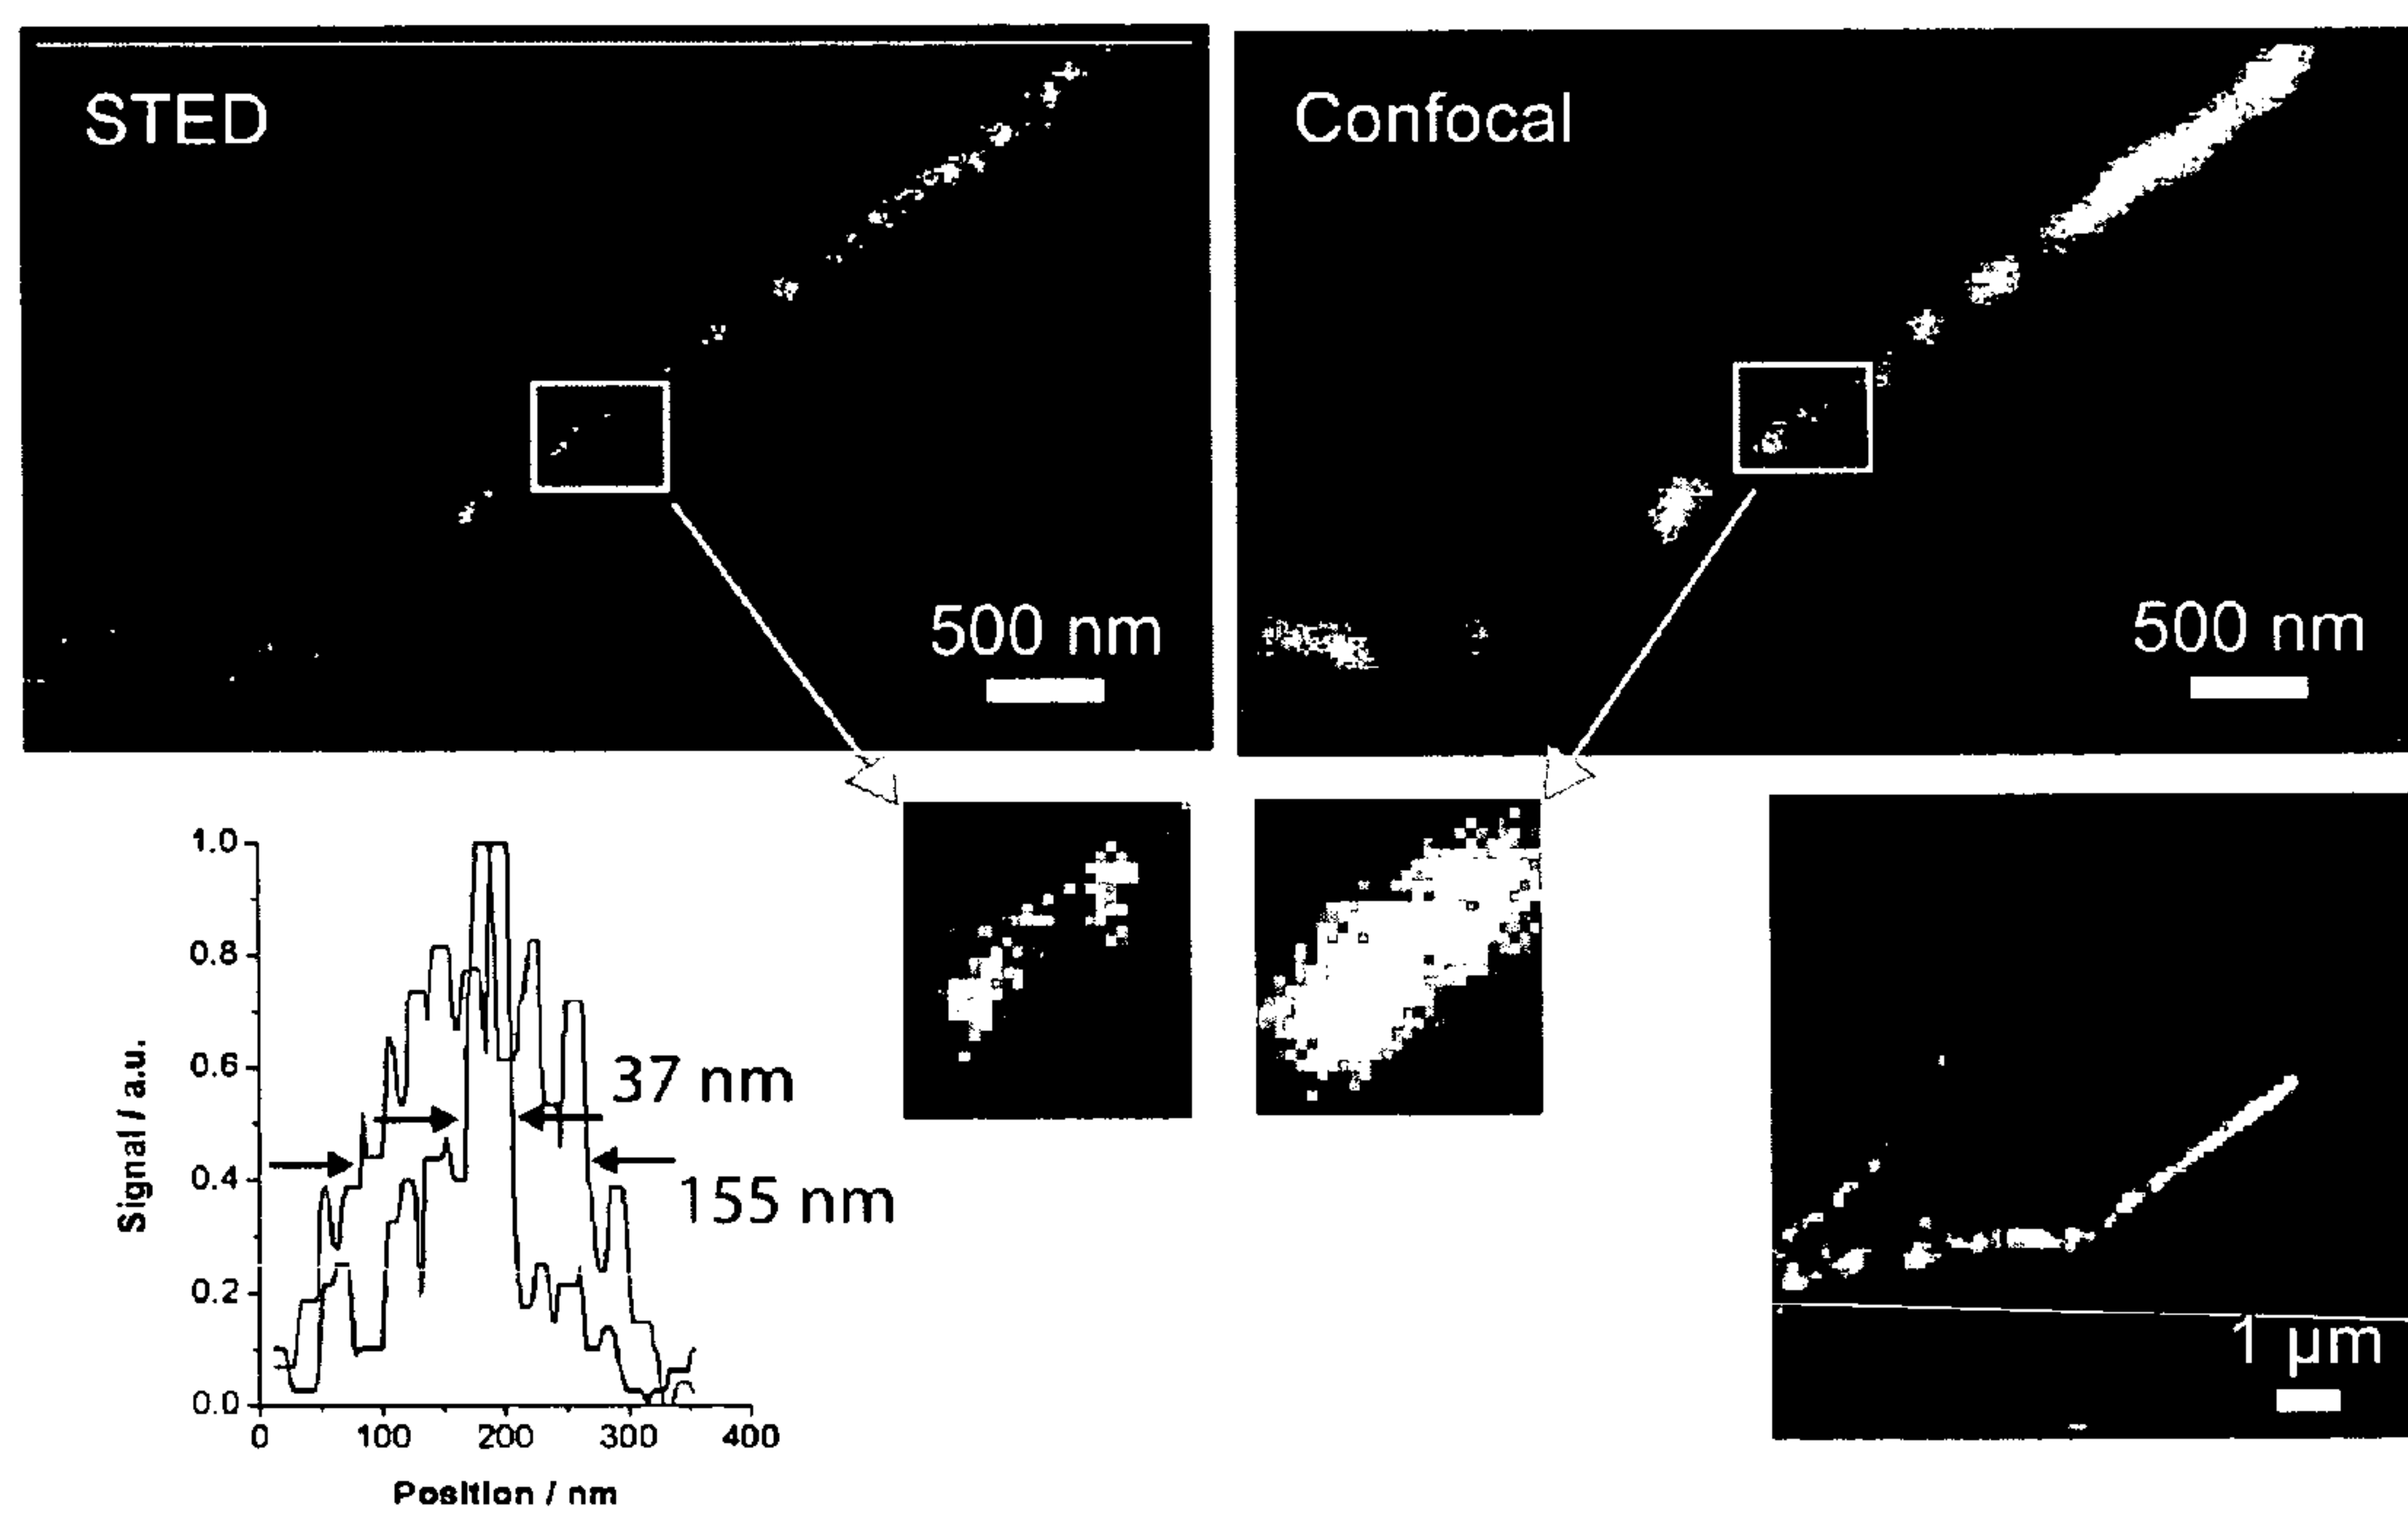 STED
Confocal
500 nm
500 nm
1.0
0.8
0.6
0.4
0.2
0.0
Signal / a.u.
37 nm
155 nm
0 100 200 300 400
Position / nm
1 µm